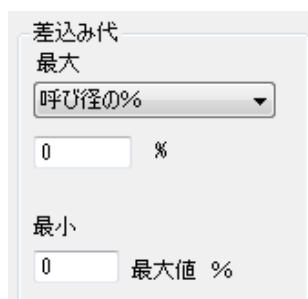 差込み代
最大
呼び径の%
0 %
最小
0 最大値 %